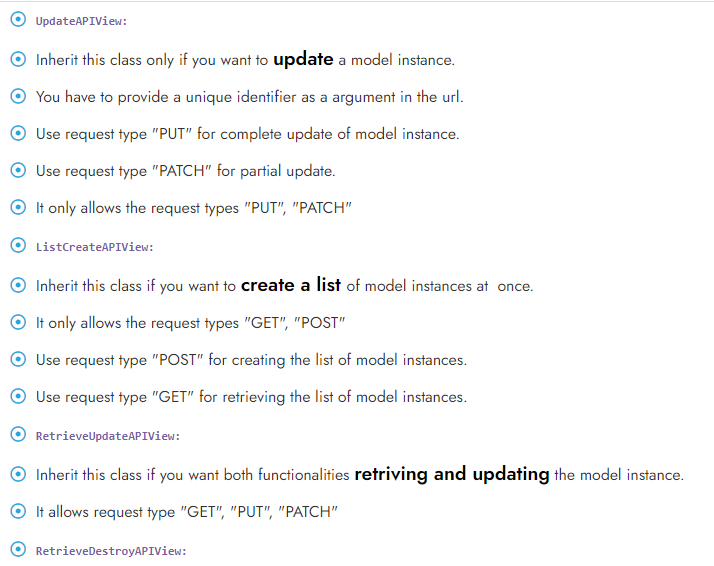 UpdateAPIView:
Inherit this class only if you want to update a model instance.
You have to provide a unique identifier as a argument in the url.
Use request type "PUT" for complete update of model instance.
Use request type "PATCH" for partial update.
It only allows the request types "PUT", "PATCH"
ListCreateAPIView:
Inherit this class if you want to create a list of model instances at  once.
It only allows the request types "GET", "POST"
Use request type "POST" for creating the list of model instances.
Use request type "GET" for retrieving the list of model instances.
RetrieveUpdateAPIView:
Inherit this class if you want both functionalities retriving and updating the model instance.
It allows request type "GET", "PUT", "PATCH"
RetrieveDestroyAPIView: